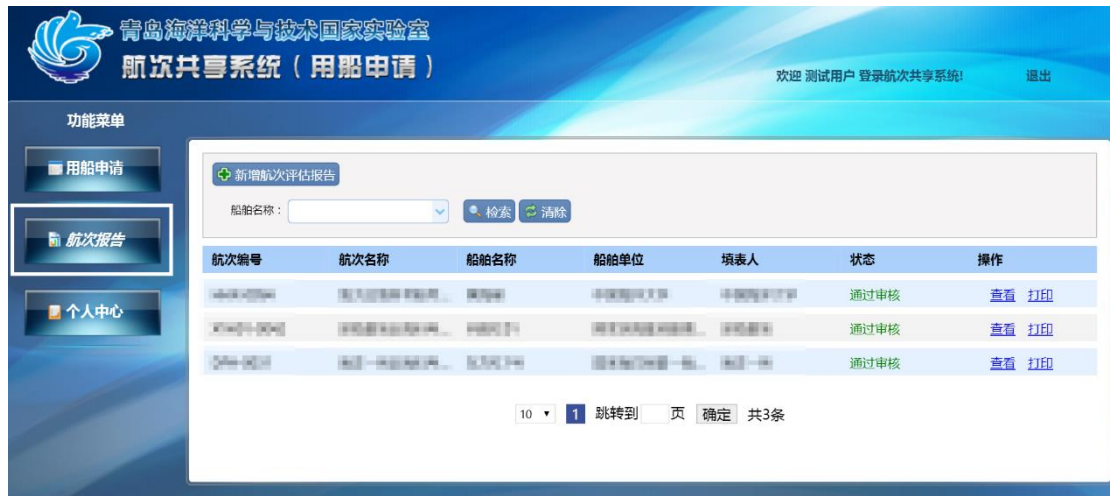 青岛海洋科学与技术国家实验室
航次共享系统（用船申请）
欢迎 测试用户 登录航次共享系统! 退出
功能菜单
用船申请
航次报告
个人中心
新增航次评估报告
船舶名称： 检索 清除
航次编号 航次名称 船舶名称 船舶单位 填表人 状态 操作
通过审核 查看 打印
通过审核 查看 打印
通过审核 查看 打印
10 1 跳转到 页 确定 共3条